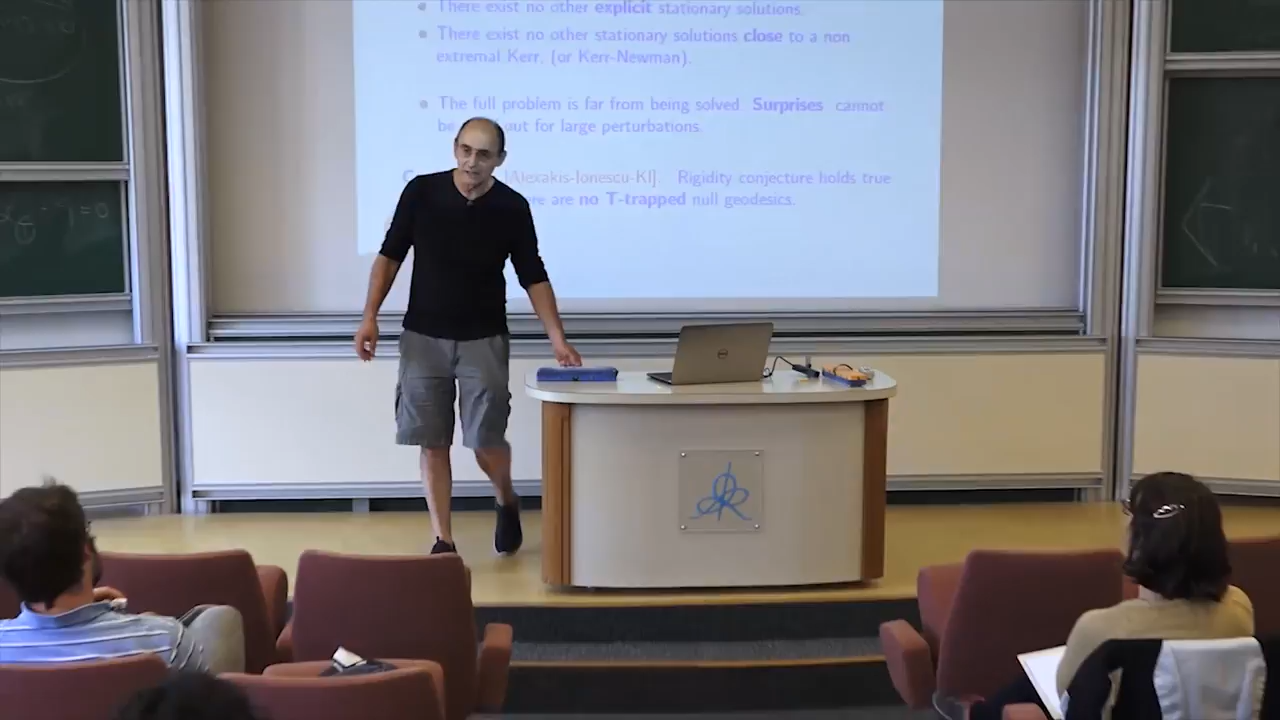 There exist no other explicit stationary solutions.
There exist no other stationary solutions close to a non
extremal Kerr, (or Kerr-Newman).
The full problem is far from being solved Surprises cannot
be out for large perturbations.
[Alexakis-Ionescu-Kl]. Rigidity conjecture holds true
are no T-trapped null geodesics.
DELL